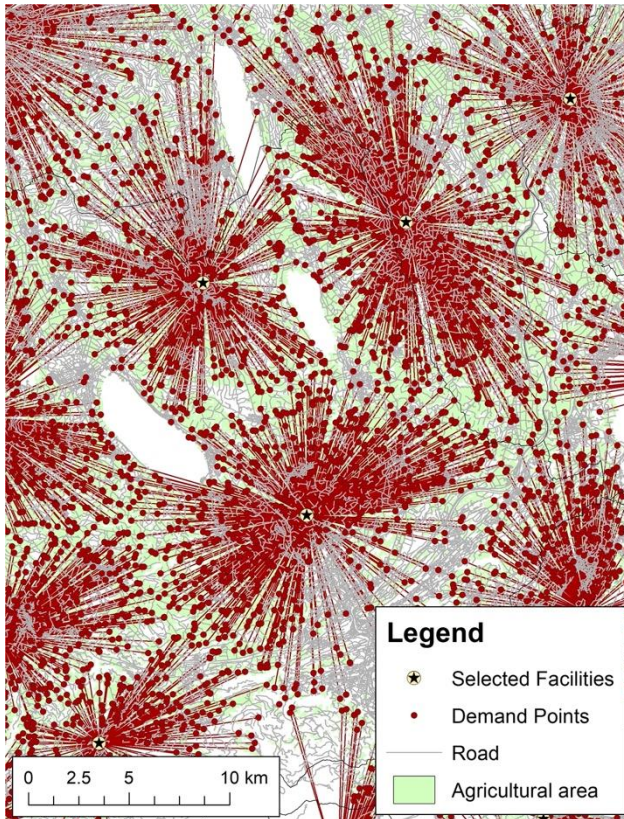 Legend
Selected Facilities
Demand Points
Road
Agricultural area
0 2.5 5 10 km